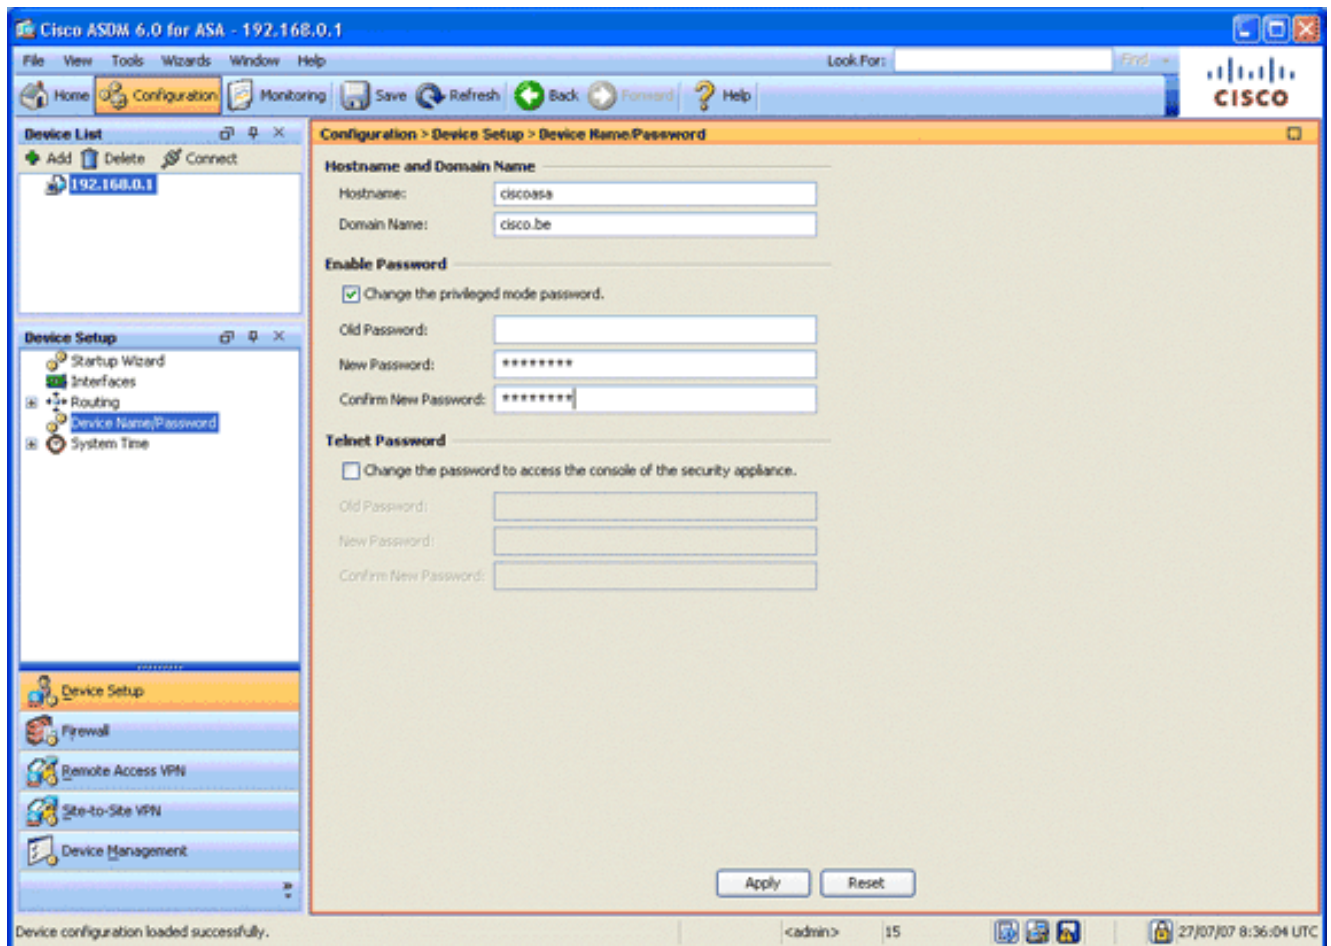 Cisco ASDM 6.0 for ASA - 192.168.0.1
File View Tools Wizards Window Help Look For: Find
Home Configuration Monitoring Save Refresh Back Forward Help
CISCO
Device List
Add Delete Connect
192.168.0.1
Device Setup
Startup Wizard
Interfaces
Routing
Device Name/Password
System Time
Device Setup
Firewall
Remote Access VPN
Site-to-Site VPN
Device Management
Configuration > Device Setup > Device Name/Password
Hostname and Domain Name
Hostname: ciscoasa
Domain Name: cisco.be
Enable Password
Change the privileged mode password.
Old Password:
New Password: ********
Confirm New Password: ********
Telnet Password
Change the password to access the console of the security appliance.
Old Password:
New Password:
Confirm New Password:
Apply Reset
Device configuration loaded successfully. <admin> 15 27/07/07 8:36:04 UTC